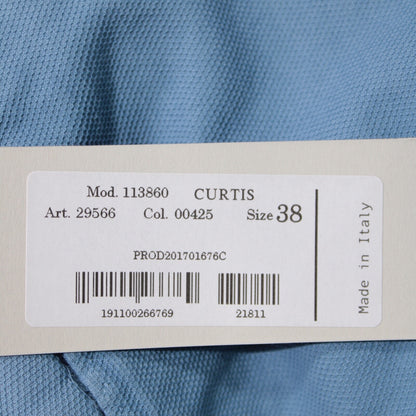 Mod. 113860 CURTIS
Art. 29566 Col. 00425 Size 38
PROD201701676C
191100266769 21811
Made in Italy